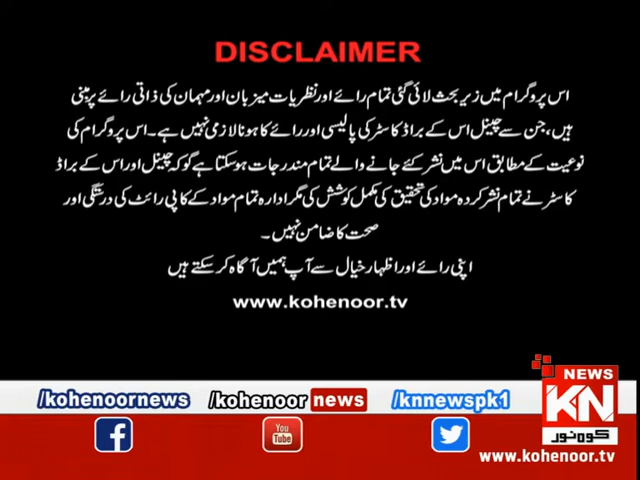 DISCLAIMER
اس پروگرام میں زیر بحث لائی گئی تمام رائے اور نظریات میزبان اور مہمان کی ذاتی رائے پر مبنی
ہیں، جن سے چینل اس کے براڈ کاسٹر کی پالیسی اور رائے کا ہونا لازمی نہیں ہے۔ اس پروگرام کی
نوعیت کے مطابق اس میں نشر کئے جانے والے تمام مندرجات ہو سکتا ہے گو کہ چینل اور اس کے براڈ
کاسٹر نے تمام نشر کردہ مواد کی تحقیق کی مکمل کوشش کی مگر ادارہ تمام مواد کے کاپی رائٹ کی درستگی اور
صحت کا ضامن نہیں۔
اپنی رائے اور اظہار خیال سے آپ ہمیں آگاہ کر سکتے ہیں
www.kohenoor.tv
/kohenoornews /kohenoor news /knnewspk1
You Tube
NEWS
KN
کوہ نور
www.kohenoor.tv